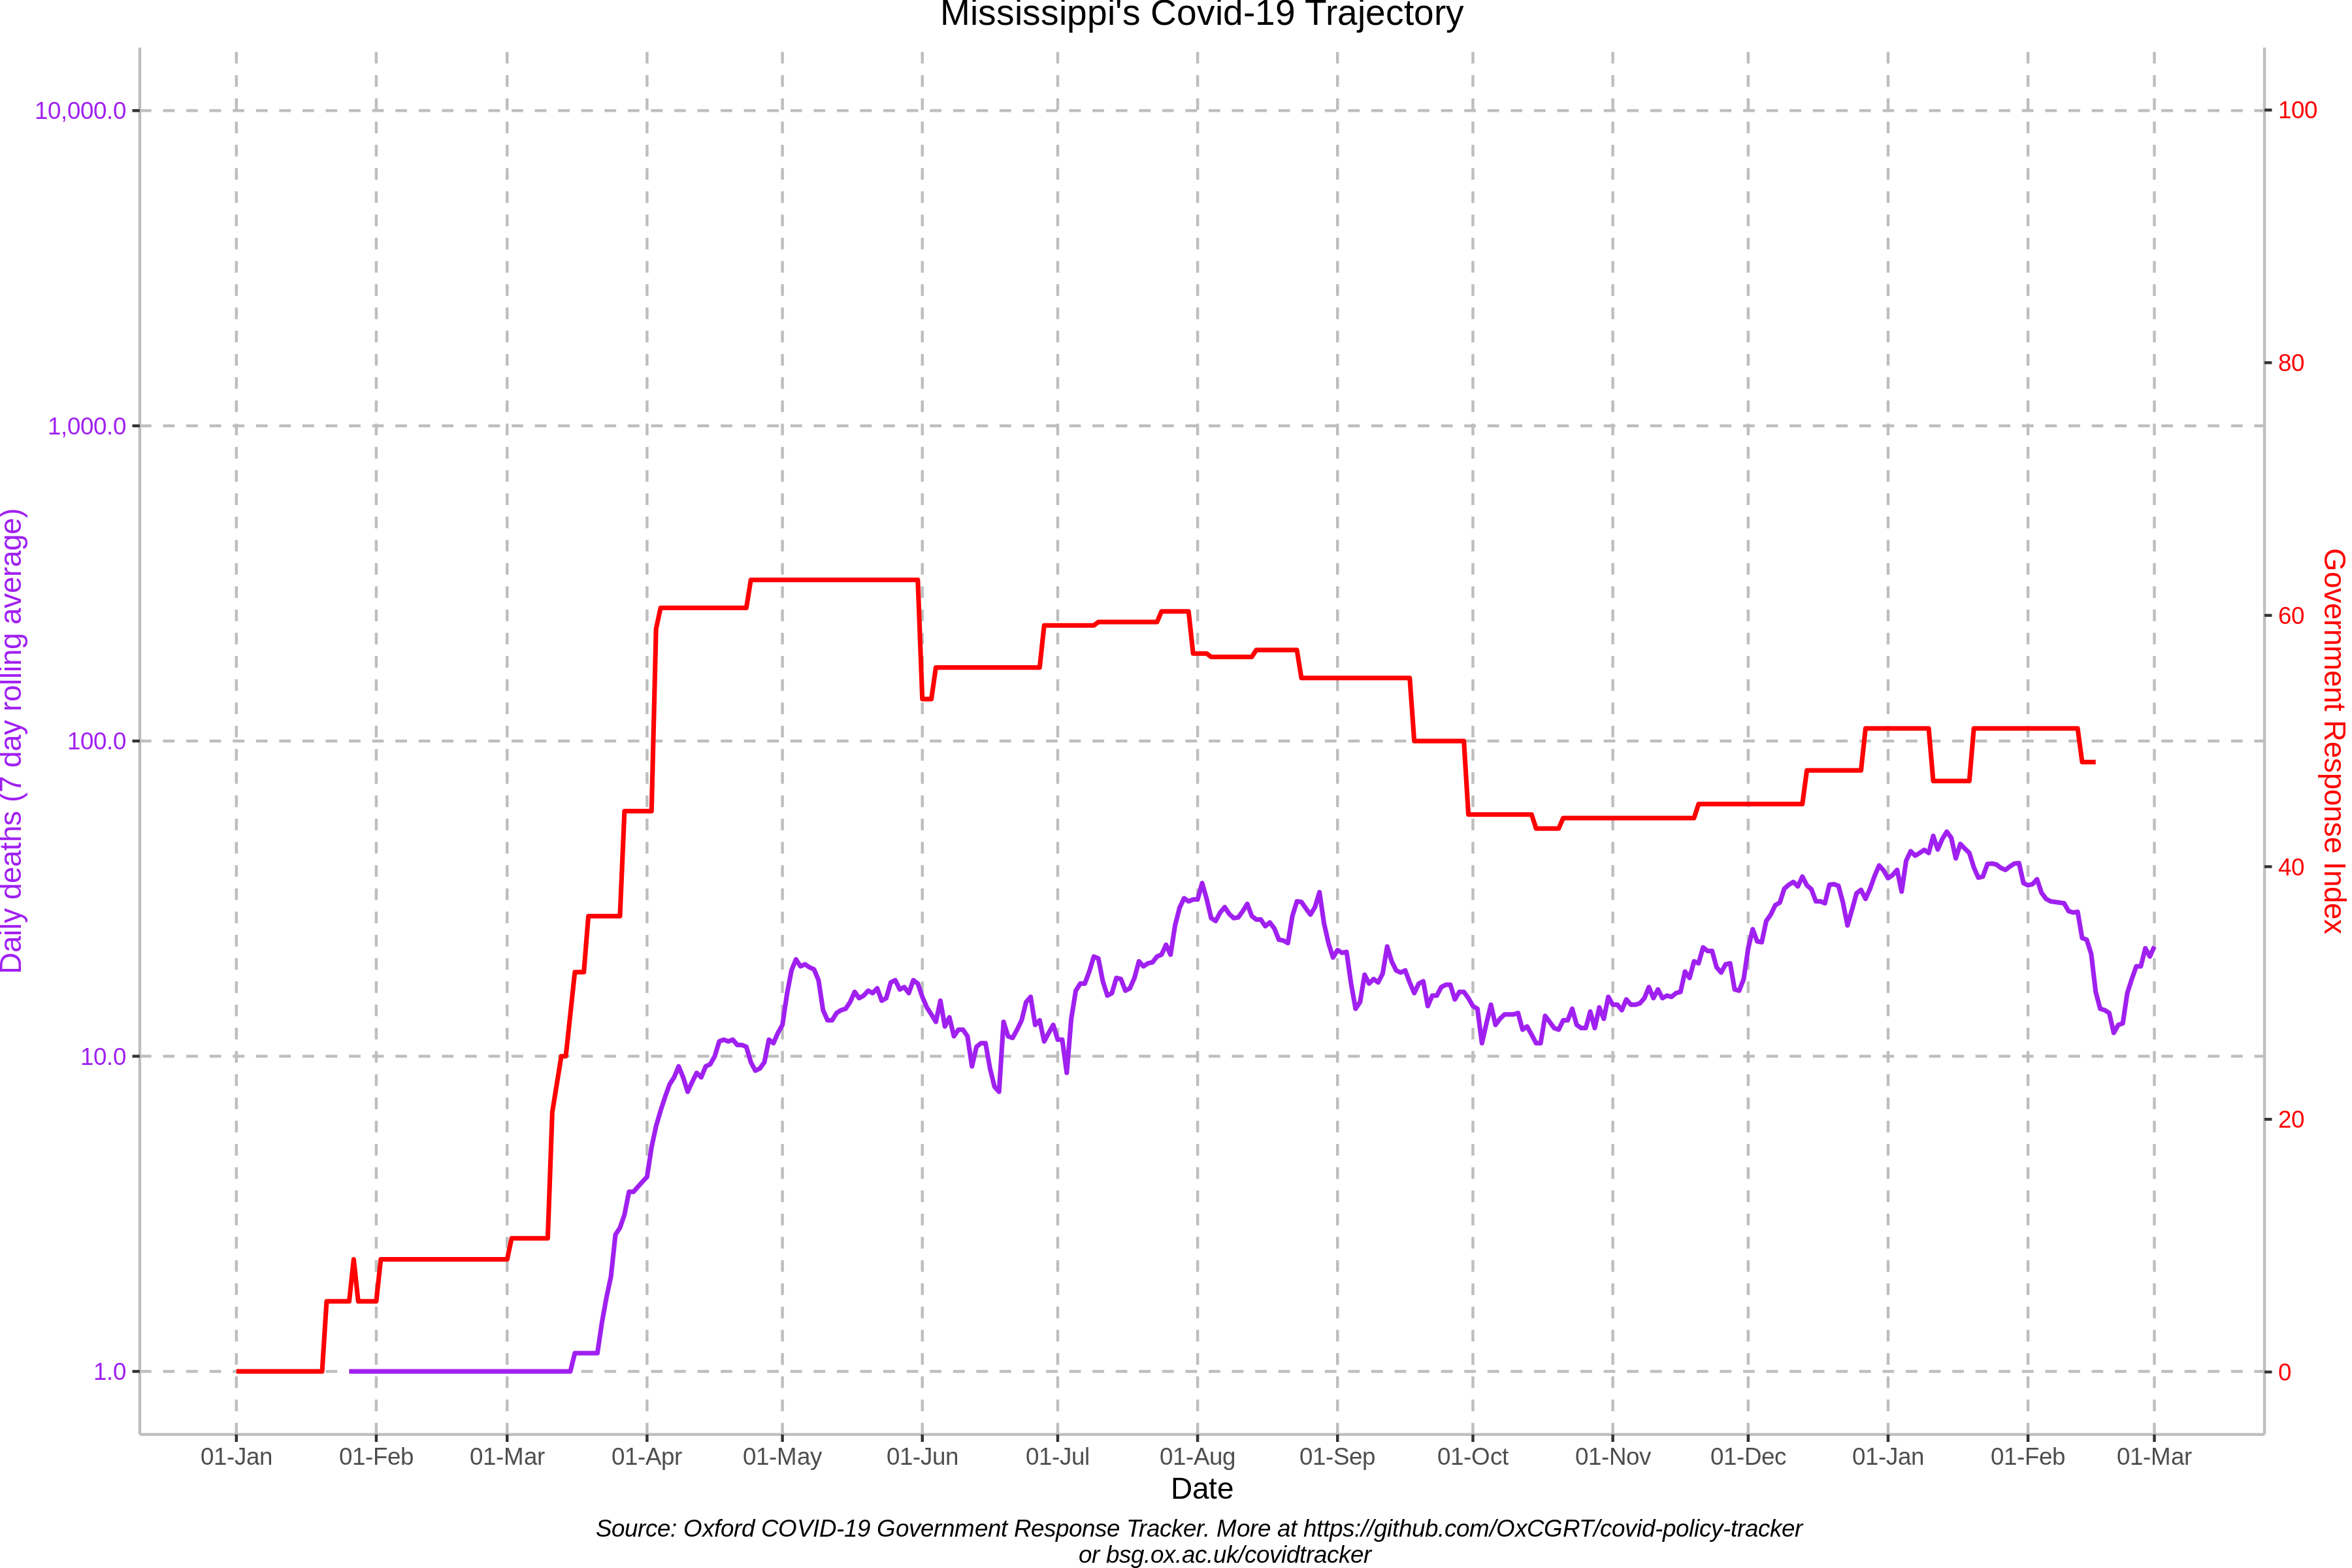 Mississippi's Covid-19 Trajectory
10,000.0
1,000.0
100.0
10.0
1.0
Daily deaths (7 day rolling average)
100
80
60
40
20
0
Government Response Index
01-Jan 01-Feb 01-Mar 01-Apr 01-May 01-Jun 01-Jul 01-Aug 01-Sep 01-Oct 01-Nov 01-Dec 01-Jan 01-Feb 01-Mar
Date
Source: Oxford COVID-19 Government Response Tracker. More at https://github.com/OxCGRT/covid-policy-tracker
or bsg.ox.ac.uk/covidtracker